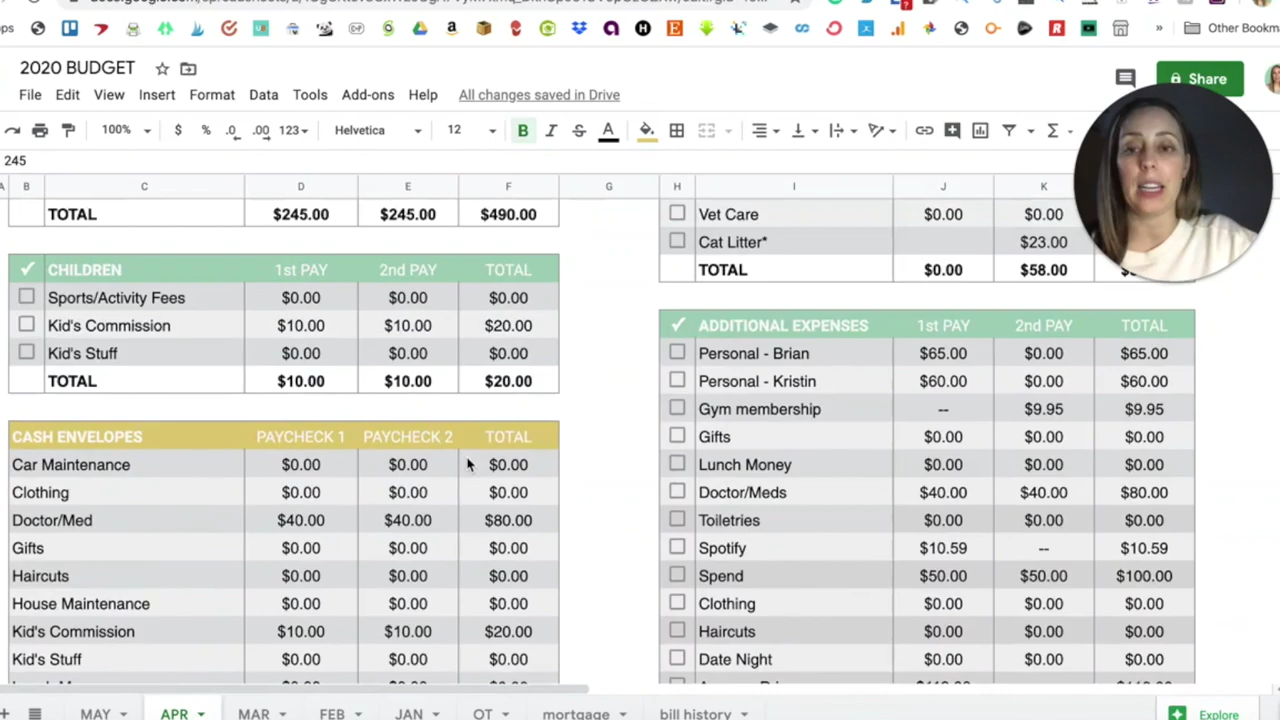 2020 BUDGET
File Edit View Insert Format Data Tools Add-ons Help All changes saved in Drive
Share
Other Bookm
100% $ % .0 .00 123 Helvetica 12 B I S A
245
A B C D E F G H I J K
TOTAL $245.00 $245.00 $490.00
Vet Care $0.00 $0.00
Cat Litter* $23.00
TOTAL $0.00 $58.00
✓ CHILDREN 1st PAY 2nd PAY TOTAL
Sports/Activity Fees $0.00 $0.00 $0.00
Kid's Commission $10.00 $10.00 $20.00
Kid's Stuff $0.00 $0.00 $0.00
TOTAL $10.00 $10.00 $20.00
✓ ADDITIONAL EXPENSES 1st PAY 2nd PAY TOTAL
Personal - Brian $65.00 $0.00 $65.00
Personal - Kristin $60.00 $0.00 $60.00
Gym membership -- $9.95 $9.95
Gifts $0.00 $0.00 $0.00
Lunch Money $0.00 $0.00 $0.00
Doctor/Meds $40.00 $40.00 $80.00
Toiletries $0.00 $0.00 $0.00
Spotify $10.59 -- $10.59
Spend $50.00 $50.00 $100.00
Clothing $0.00 $0.00 $0.00
Haircuts $0.00 $0.00 $0.00
Date Night $0.00 $0.00 $0.00
CASH ENVELOPES PAYCHECK 1 PAYCHECK 2 TOTAL
Car Maintenance $0.00 $0.00 $0.00
Clothing $0.00 $0.00 $0.00
Doctor/Med $40.00 $40.00 $80.00
Gifts $0.00 $0.00 $0.00
Haircuts $0.00 $0.00 $0.00
House Maintenance $0.00 $0.00 $0.00
Kid's Commission $10.00 $10.00 $20.00
Kid's Stuff $0.00 $0.00 $0.00
MAY APR MAR FEB JAN OT mortgage bill history
Explore